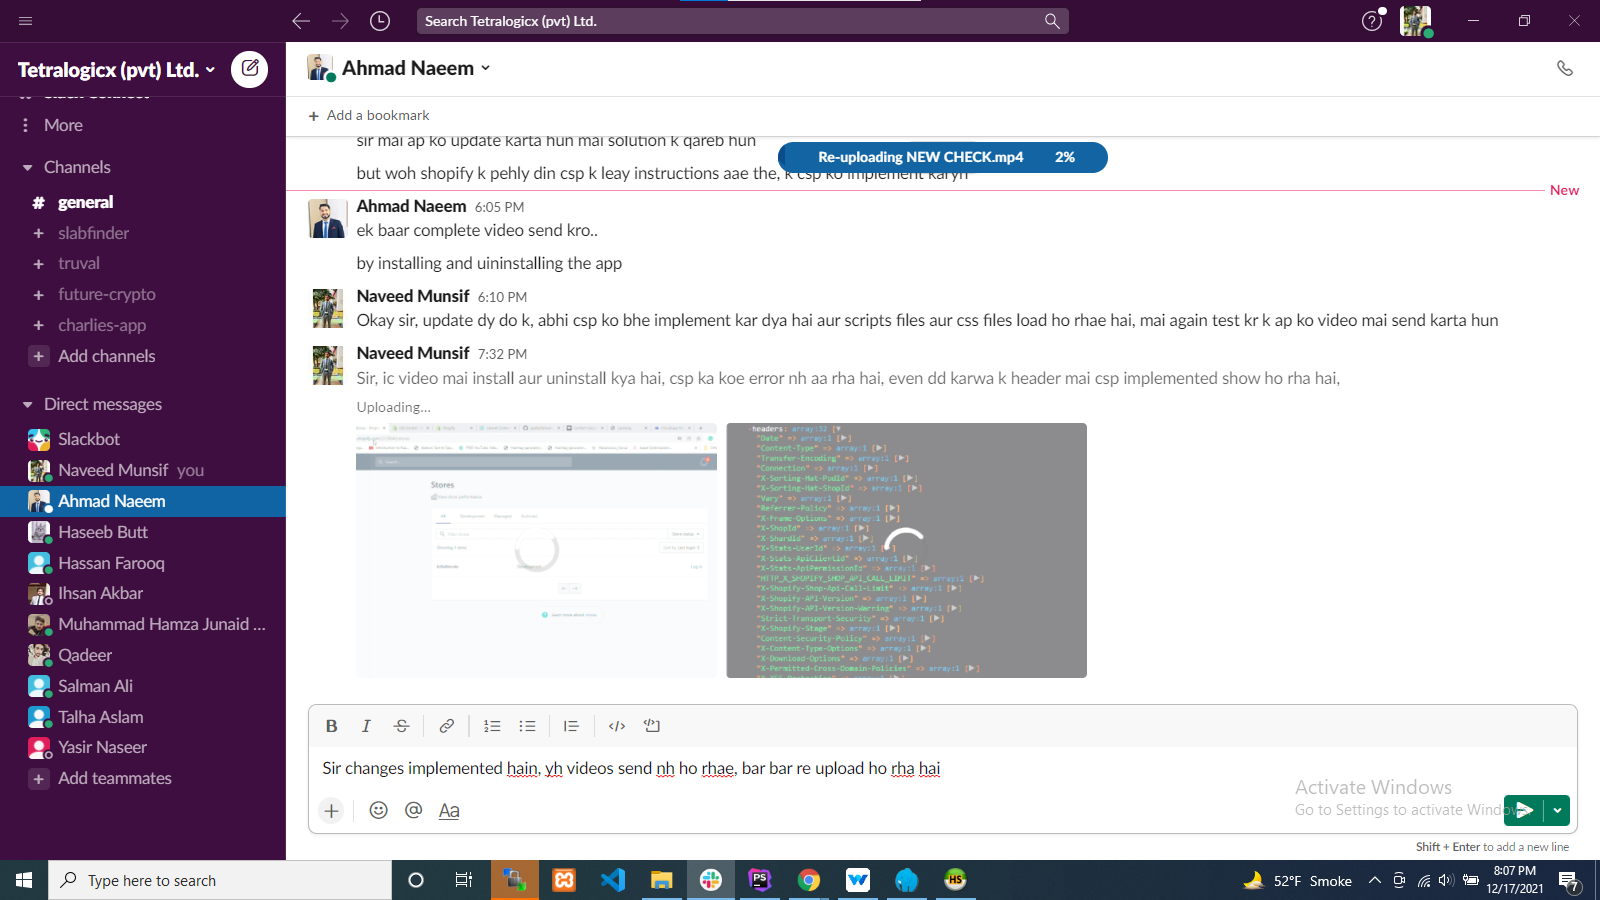 Search Tetralogicx (pvt) Ltd.
Tetralogicx (pvt) Ltd.
More
Channels
# general
+ slabfinder
+ truval
+ future-crypto
+ charlies-app
+ Add channels
Direct messages
Slackbot
Naveed Munsif you
Ahmad Naeem
Haseeb Butt
Hassan Farooq
Ihsan Akbar
Muhammad Hamza Junaid ...
Qadeer
Salman Ali
Talha Aslam
Yasir Naseer
+ Add teammates
Ahmad Naeem
+ Add a bookmark
sir mai ap ko update karta hun mai solution k qareb hun
Re-uploading NEW CHECK.mp4 2%
but woh shopify k pehly din csp k leay instructions aae the, k csp ko implement karyn
New
Ahmad Naeem 6:05 PM
ek baar complete video send kro..
by installing and uininstalling the app
Naveed Munsif 6:10 PM
Okay sir, update dy do k, abhi csp ko bhe implement kar dya hai aur scripts files aur css files load ho rhae hai, mai again test kr k ap ko video mai send karta hun
Naveed Munsif 7:32 PM
Sir, ic video mai install aur uninstall kya hai, csp ka koe error nh aa rha hai, even dd karwa k header mai csp implemented show ho rha hai,
Uploading...
Stores
headers: array:32 [▼
"Date" => array:1 [▶]
"Content-Type" => array:1 [▶]
"Transfer-Encoding" => array:1 [▶]
"Connection" => array:1 [▶]
"X-Sorting-Hat-PodId" => array:1 [▶]
"X-Sorting-Hat-ShopId" => array:1 [▶]
"Vary" => array:1 [▶]
"Referrer-Policy" => array:1 [▶]
"X-Frame-Options" => array:1 [▶]
"X-ShopId" => array:1 [▶]
"X-ShardId" => array:1 [▶]
"X-Stats-UserId" => array:1 [▶]
"X-Stats-ApiClientId" => array:1 [▶]
"X-Stats-ApiPermissionId" => array:1 [▶]
"HTTP_X_SHOPIFY_SHOP_API_CALL_LIMIT" => array:1 [▶]
"X-Shopify-Shop-Api-Call-Limit" => array:1 [▶]
"X-Shopify-API-Version" => array:1 [▶]
"X-Shopify-API-Version-Warning" => array:1 [▶]
"Strict-Transport-Security" => array:1 [▶]
"X-Shopify-Stage" => array:1 [▶]
"Content-Security-Policy" => array:1 [▶]
"X-Content-Type-Options" => array:1 [▶]
"X-Download-Options" => array:1 [▶]
"X-Permitted-Cross-Domain-Policies" => array:1 [▶]
Sir changes implemented hain, yh videos send nh ho rhae, bar bar re upload ho rha hai
Activate Windows
Go to Settings to activate Windows.
Shift + Enter to add a new line
Type here to search
52°F Smoke
8:07 PM
12/17/2021
7